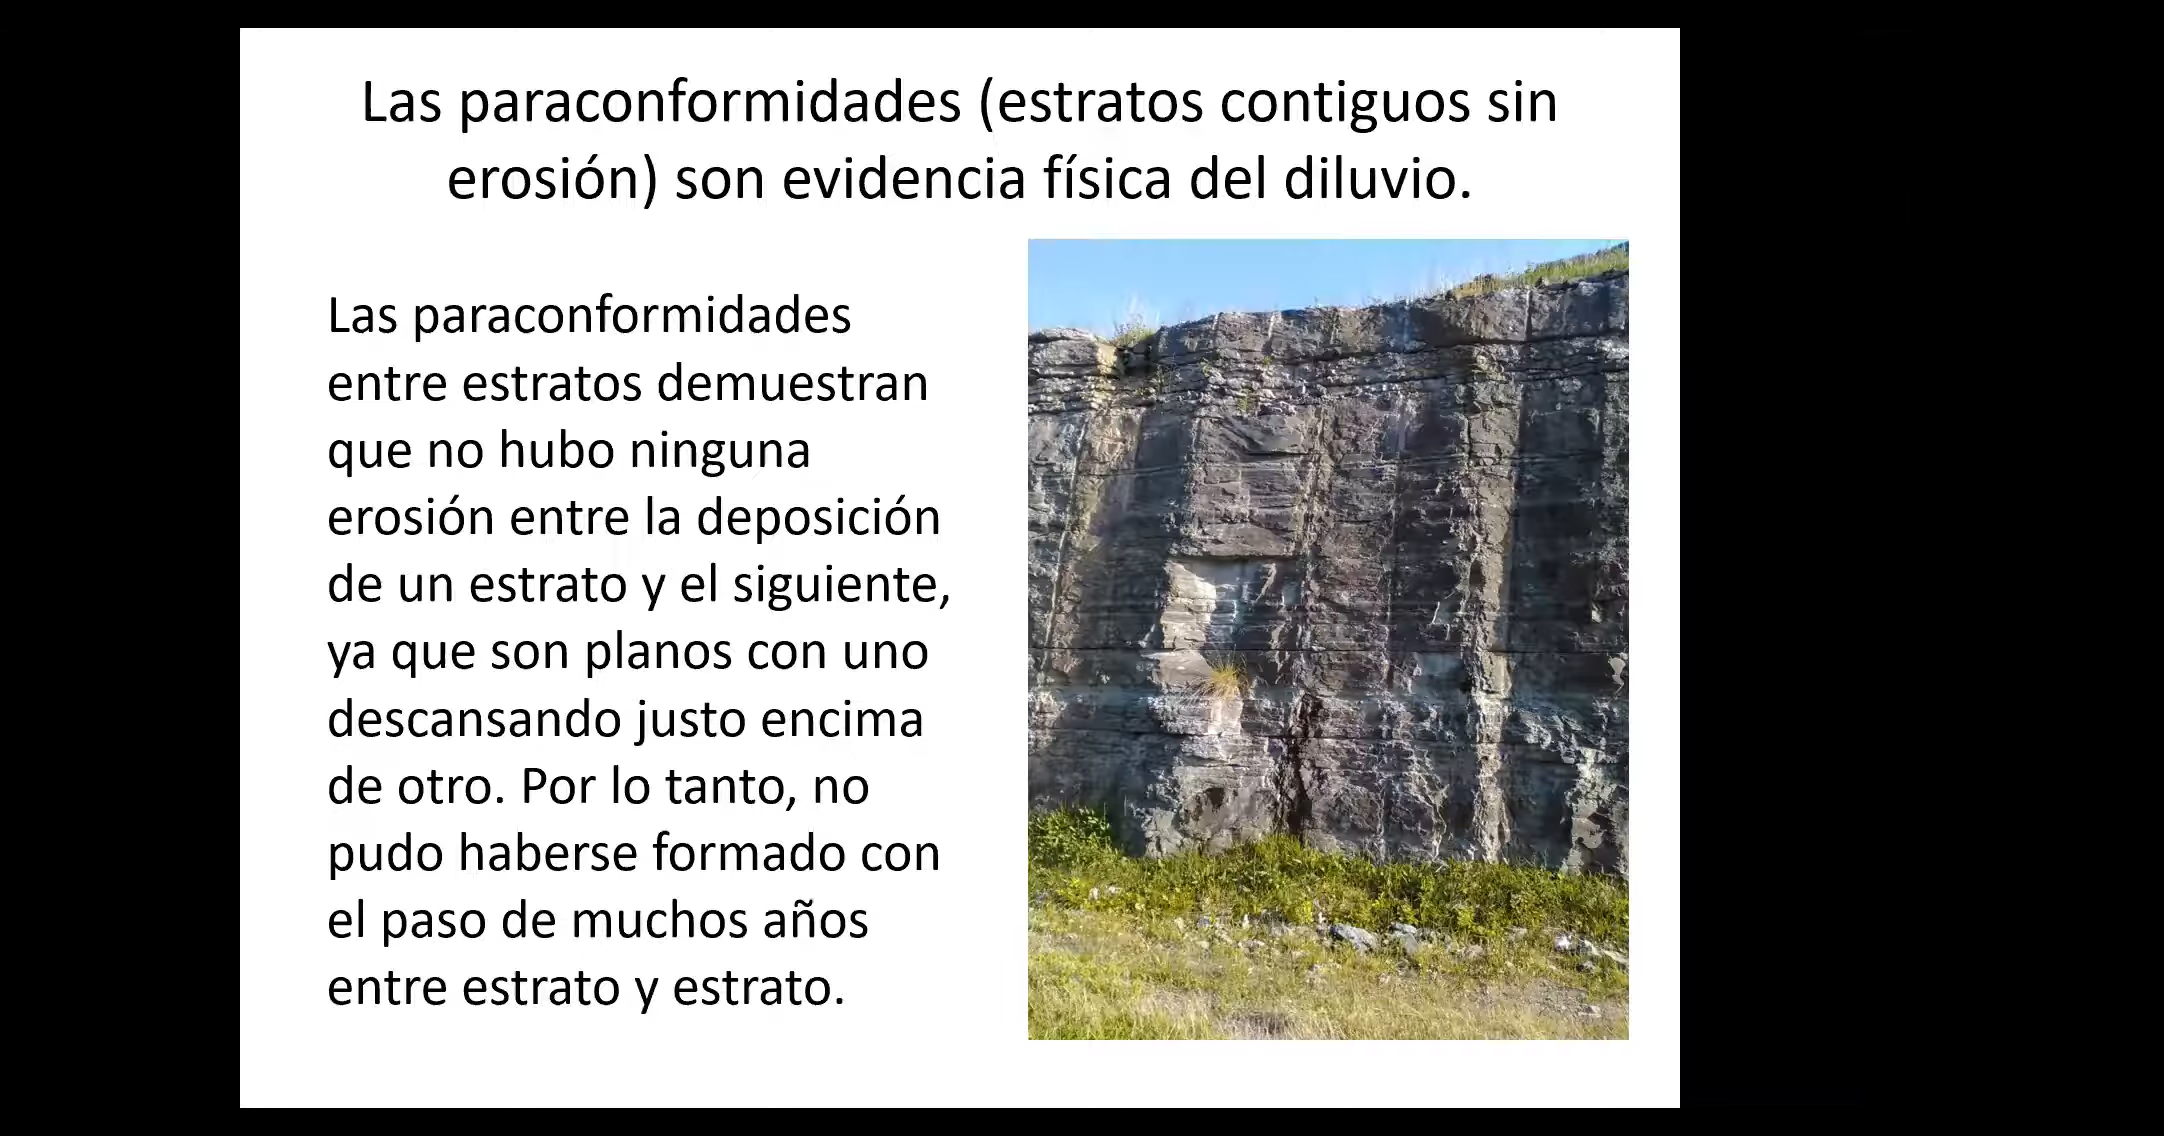 Las paraconformidades (estratos contiguos sin
erosión) son evidencia física del diluvio.
Las paraconformidades
entre estratos demuestran
que no hubo ninguna
erosión entre la deposición
de un estrato y el siguiente,
ya que son planos con uno
descansando justo encima
de otro. Por lo tanto, no
pudo haberse formado con
el paso de muchos años
entre estrato y estrato.